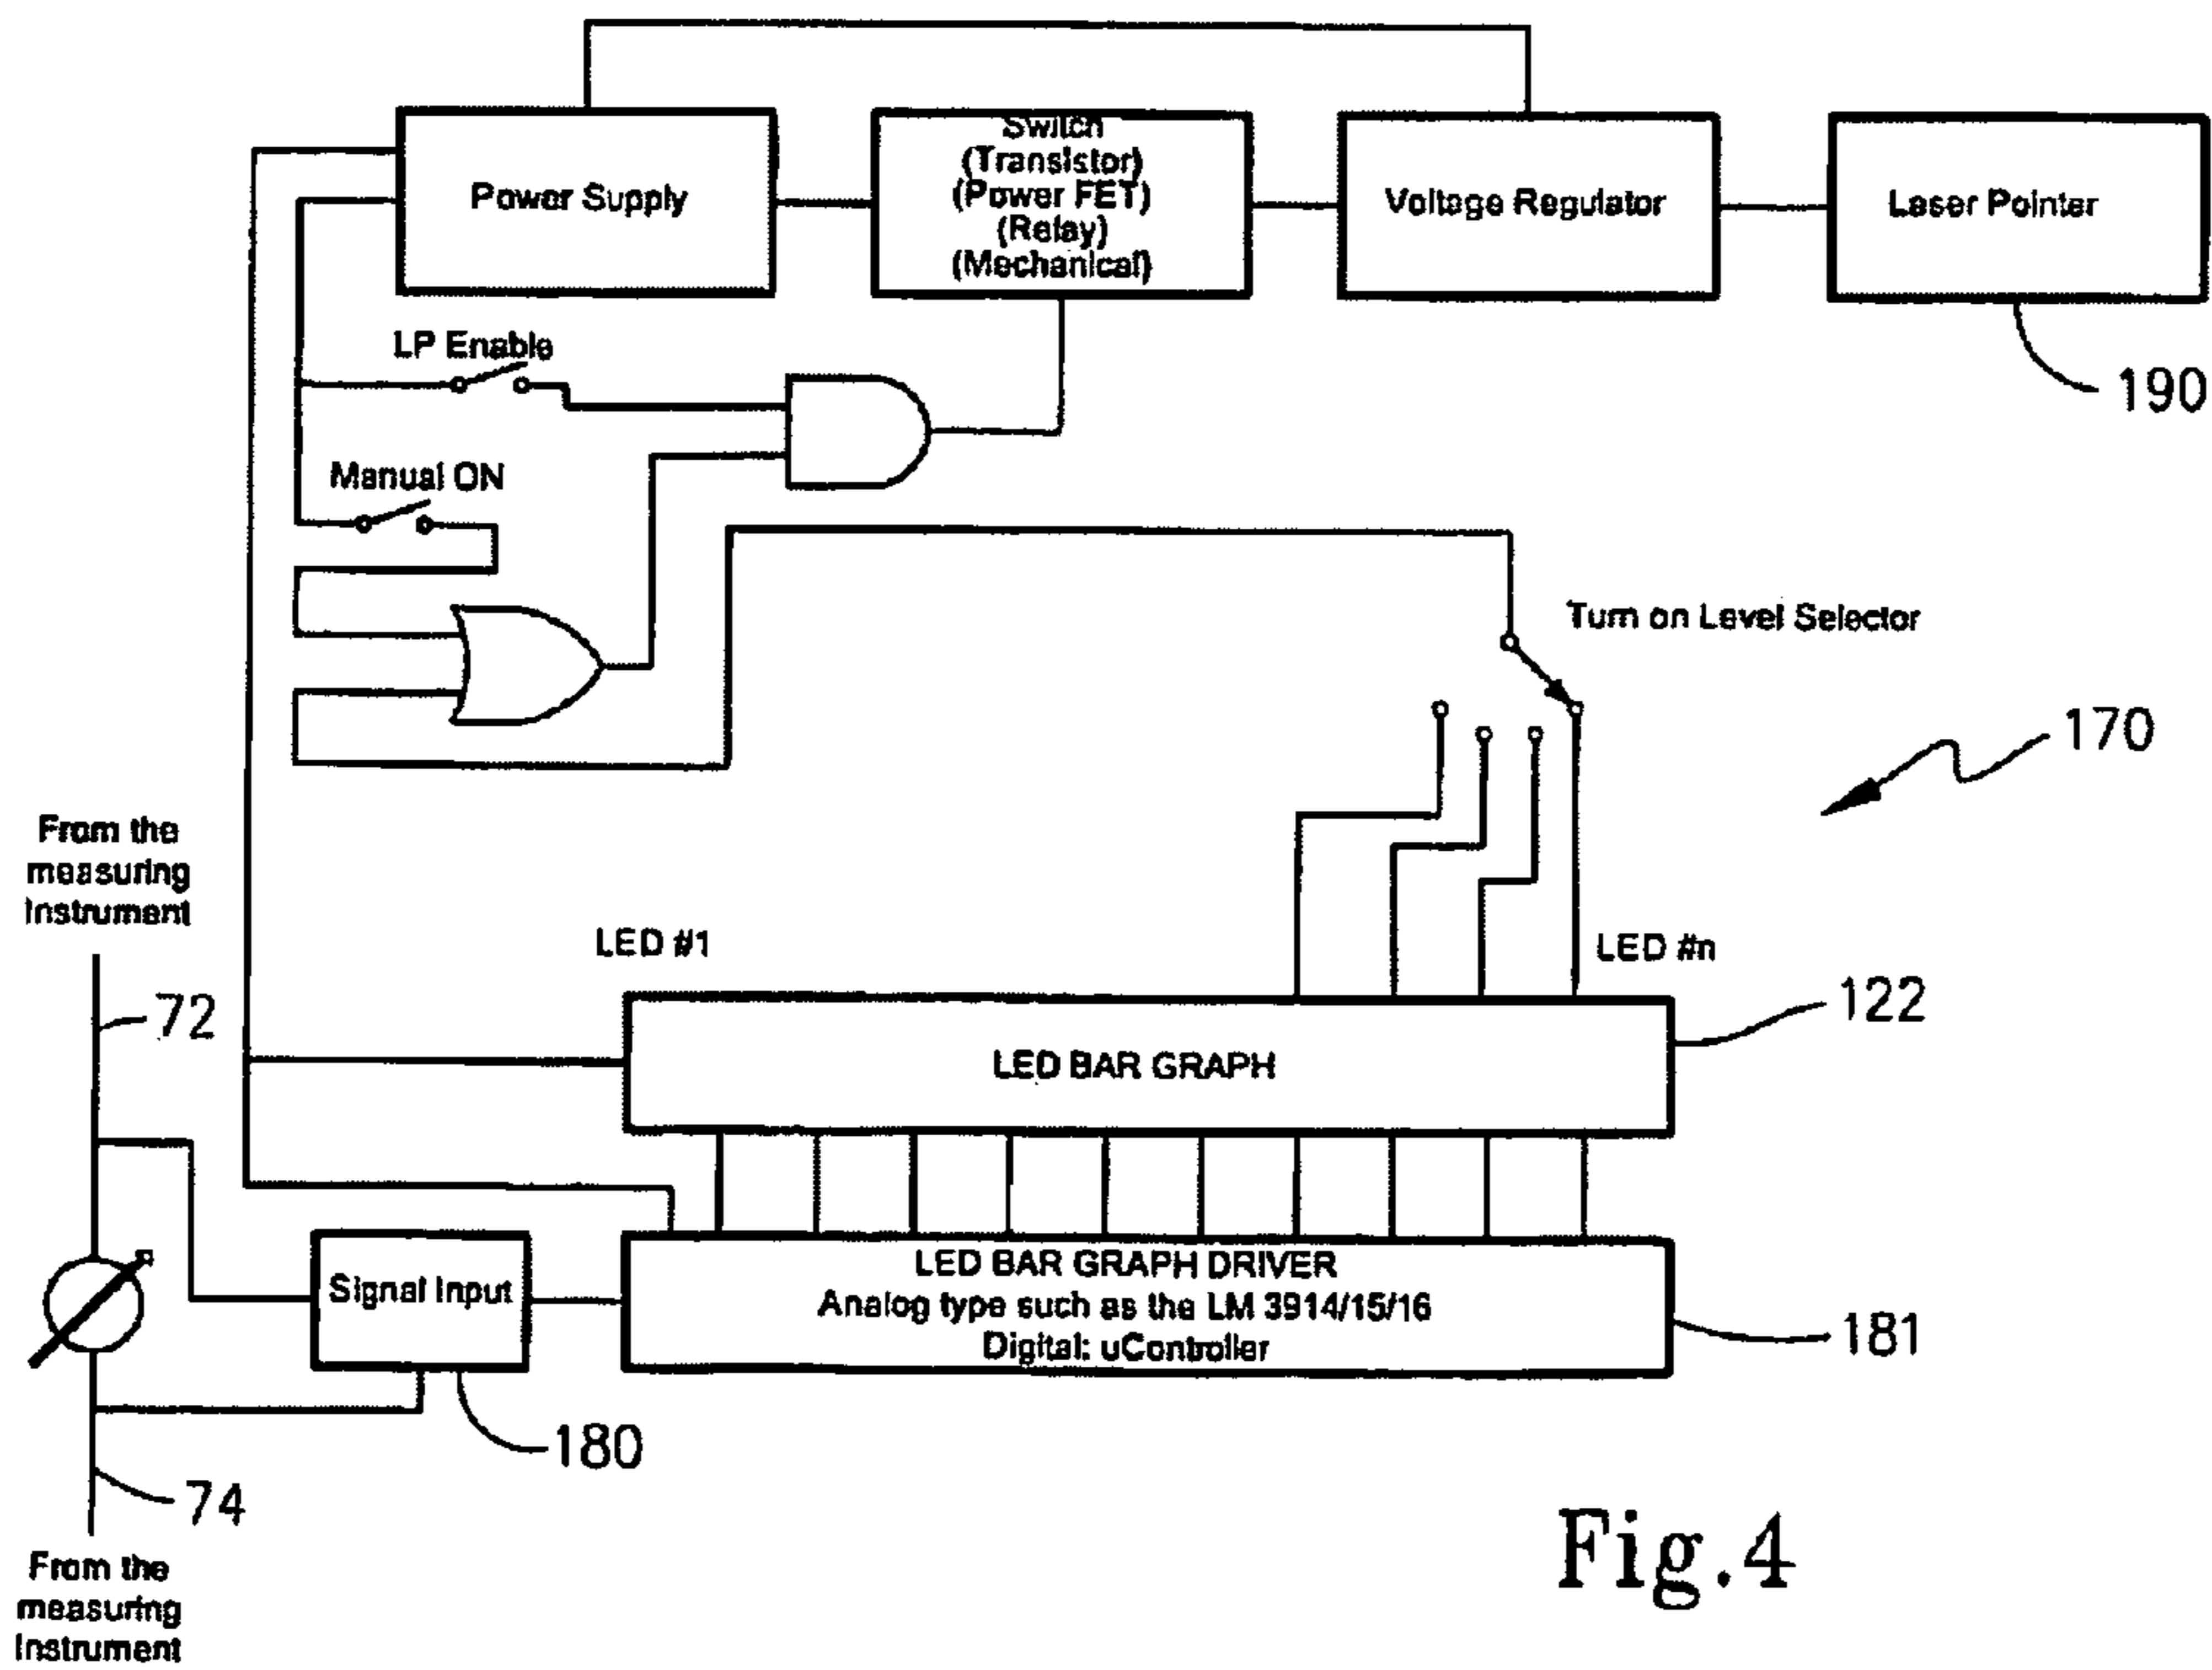 Power Supply
Switch
(Transistor)
(Power FET)
(Relay)
(Mechanical)
Voltage Regulator
Laser Pointer
190
LP Enable
Manual ON
Turn on Level Selector
170
From the
measuring
Instrument
72
LED #1
LED #n
122
LED BAR GRAPH
Signal Input
LED BAR GRAPH DRIVER
Analog type such as the LM 3914/15/16
Digital: uController
181
180
74
From the
measuring
Instrument
Fig.4